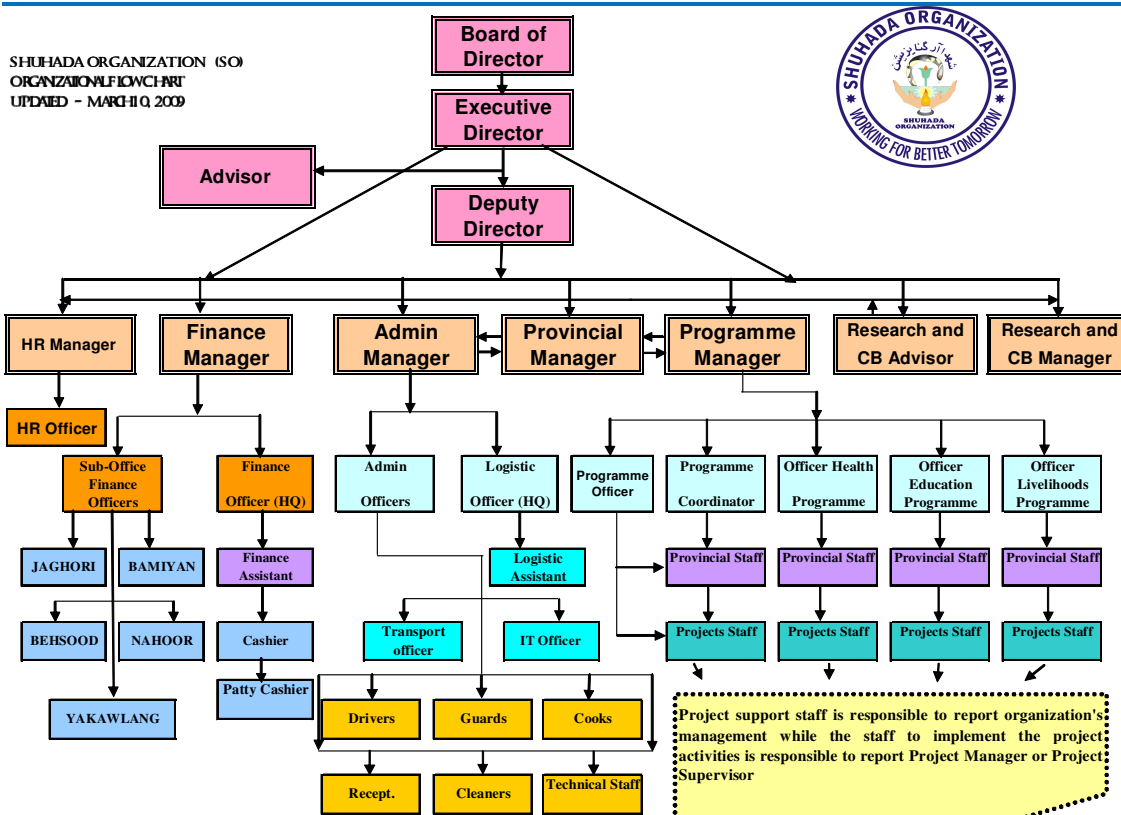 SHUHADA ORGANIZATION (SO)
ORGANIZATIONAL FLOWCHART
UPDATED - MARCH 10, 2009
Board of
Director
SHUHADA ORGANIZATION
شهدا آرگنایزیشن
SHUHADA
ORGANIZATION
WORKING FOR BETTER TOMORROW
Executive
Director
Advisor
Deputy
Director
HR Manager
Finance
Manager
Admin
Manager
Provincial
Manager
Programme
Manager
Research and
CB Advisor
Research and
CB Manager
HR Officer
Sub-Office
Finance
Officers
Finance
Officer (HQ)
Admin
Officers
Logistic
Officer (HQ)
Programme
Officer
Programme
Coordinator
Officer Health
Programme
Officer
Education
Programme
Officer
Livelihoods
Programme
JAGHORI
BAMIYAN
Finance
Assistant
Logistic
Assistant
Provincial Staff
Provincial Staff
Provincial Staff
Provincial Staff
BEHSOOD
NAHOOR
Cashier
Transport
officer
IT Officer
Projects Staff
Projects Staff
Projects Staff
Projects Staff
YAKAWLANG
Patty Cashier
Drivers
Guards
Cooks
Recept.
Cleaners
Technical Staff
Project support staff is responsible to report organization's
management while the staff to implement the project
activities is responsible to report Project Manager or Project
Supervisor